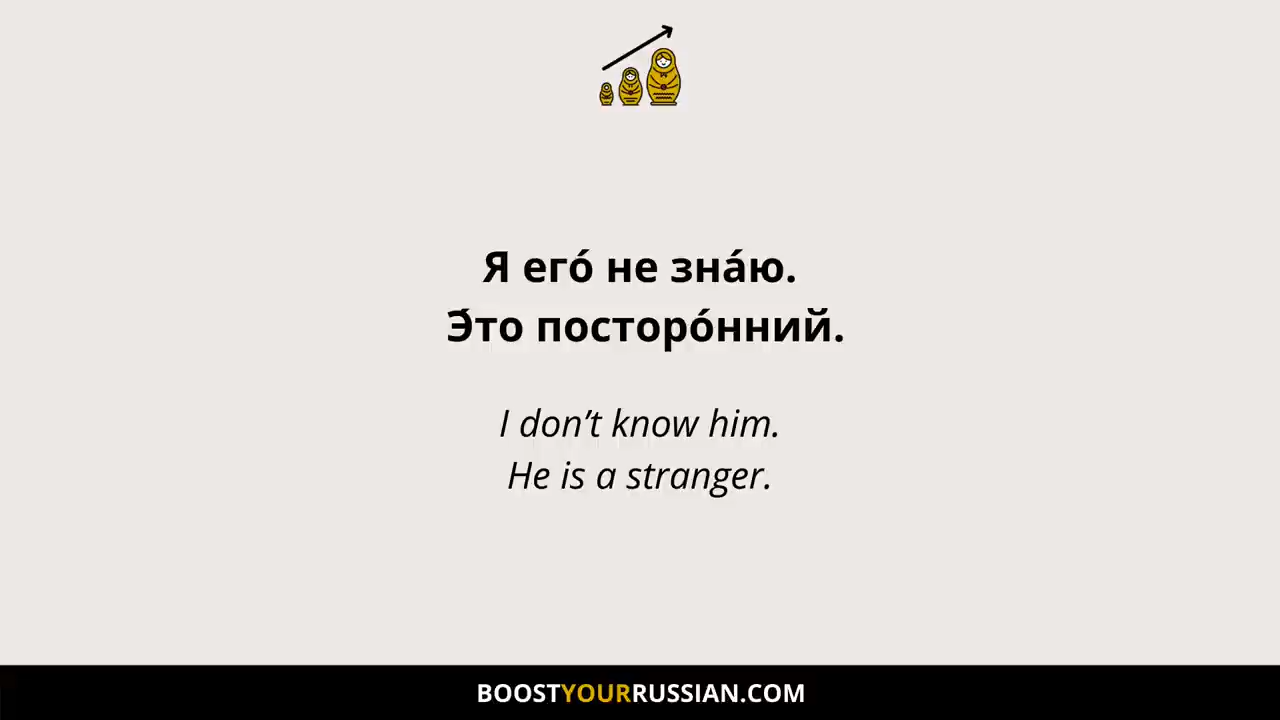 Я его́ не зна́ю.
Э́то посторо́нний.
I don’t know him.
He is a stranger.
BOOSTYOURRUSSIAN.COM